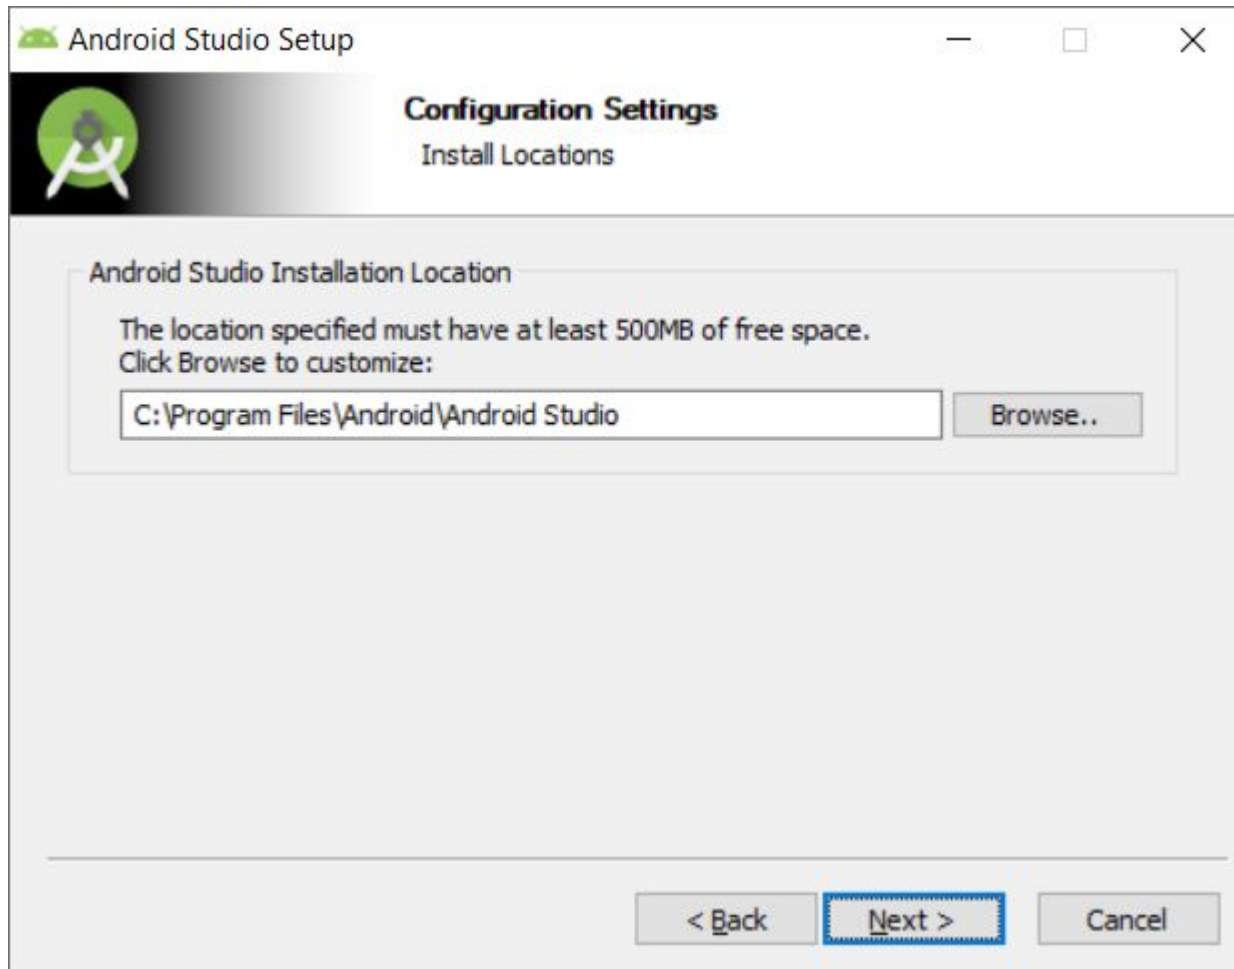 Android Studio Setup
Configuration Settings
Install Locations
Android Studio Installation Location
The location specified must have at least 500MB of free space.
Click Browse to customize:
C:\Program Files\Android\Android Studio
Browse..
< Back
Next >
Cancel